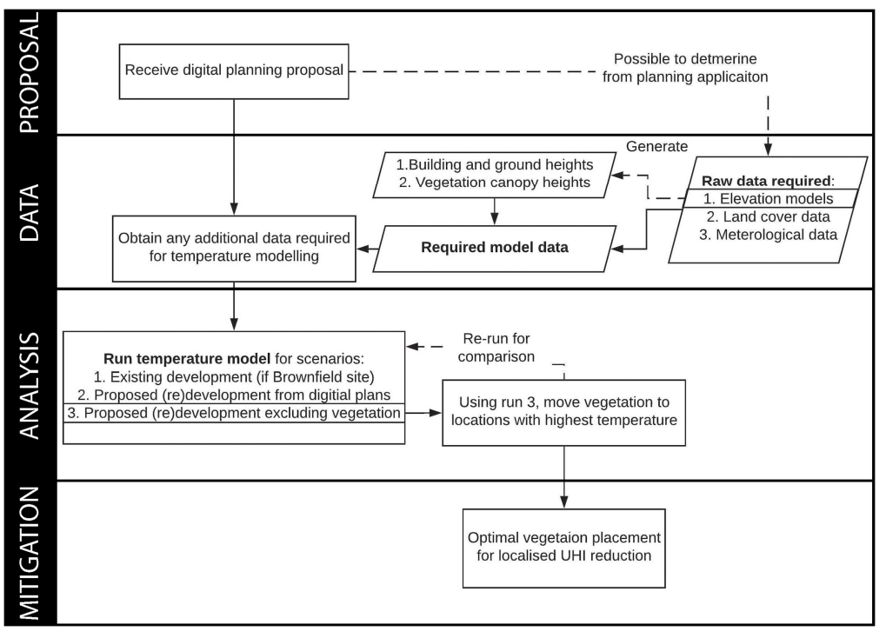 PROPOSAL
Receive digital planning proposal
Possible to detmerine
from planning applicaiton
DATA
Generate
1.Building and ground heights
2. Vegetation canopy heights
Raw data required:
1. Elevation models
2. Land cover data
3. Meterological data
Obtain any additional data required
for temperature modelling
Required model data
ANALYSIS
Run temperature model for scenarios:
1. Existing development (if Brownfield site)
2. Proposed (re)development from digitial plans
3. Proposed (re)development excluding vegetation
Re-run for
comparison
Using run 3, move vegetation to
locations with highest temperature
MITIGATION
Optimal vegetaion placement
for localised UHI reduction